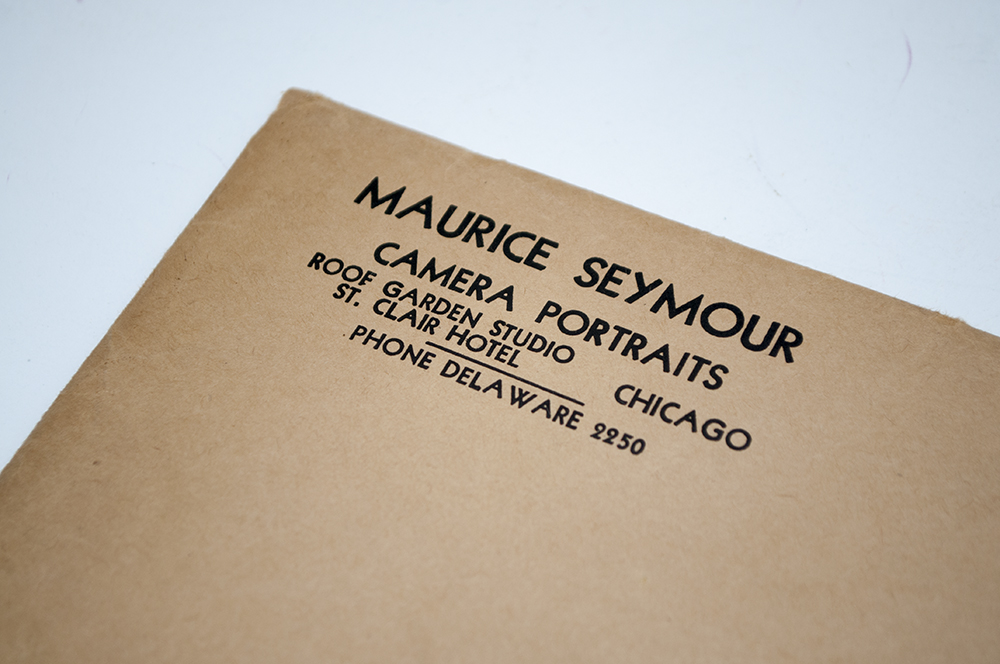 MAURICE SEYMOUR
CAMERA PORTRAITS
ROOF GARDEN STUDIO
ST. CLAIR HOTEL
CHICAGO
PHONE DELAWARE 2250